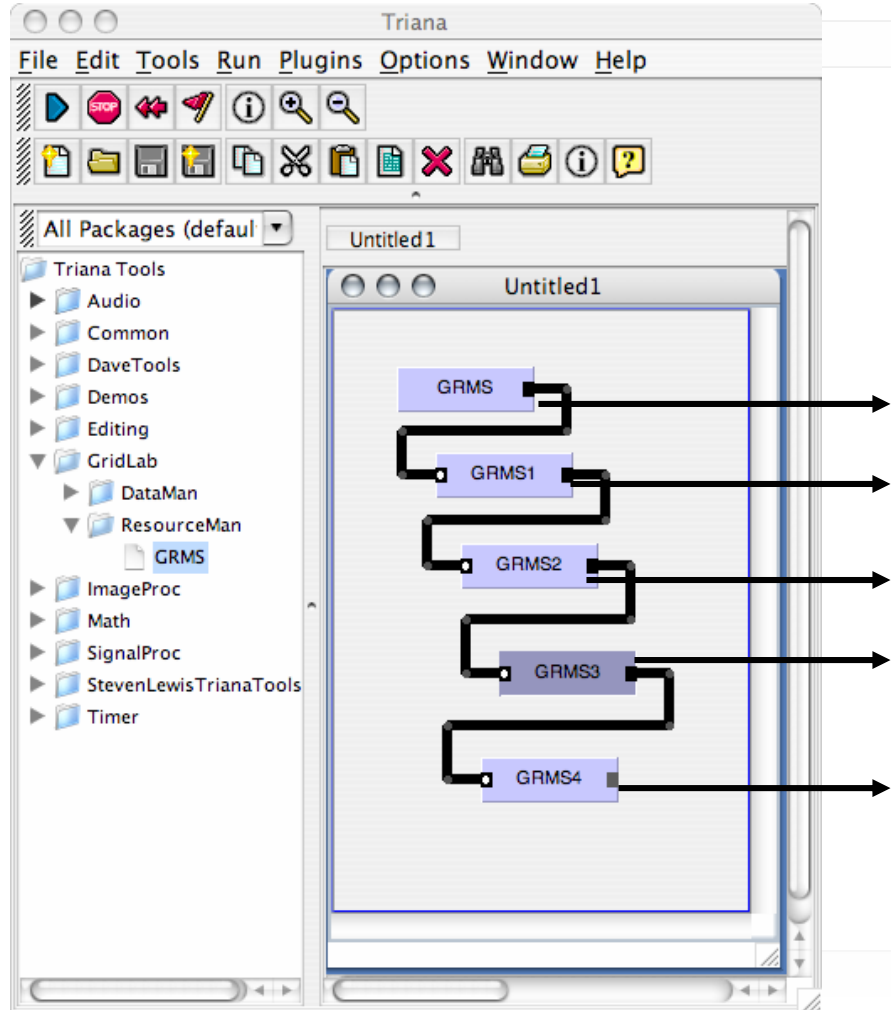 Triana
File Edit Tools Run Plugins Options Window Help
STOP
All Packages (defaul
Untitled1
Triana Tools
Audio
Common
DaveTools
Demos
Editing
GridLab
DataMan
ResourceMan
GRMS
ImageProc
Math
SignalProc
StevenLewisTrianaTools
Timer
Untitled1
GRMS
GRMS1
GRMS2
GRMS3
GRMS4